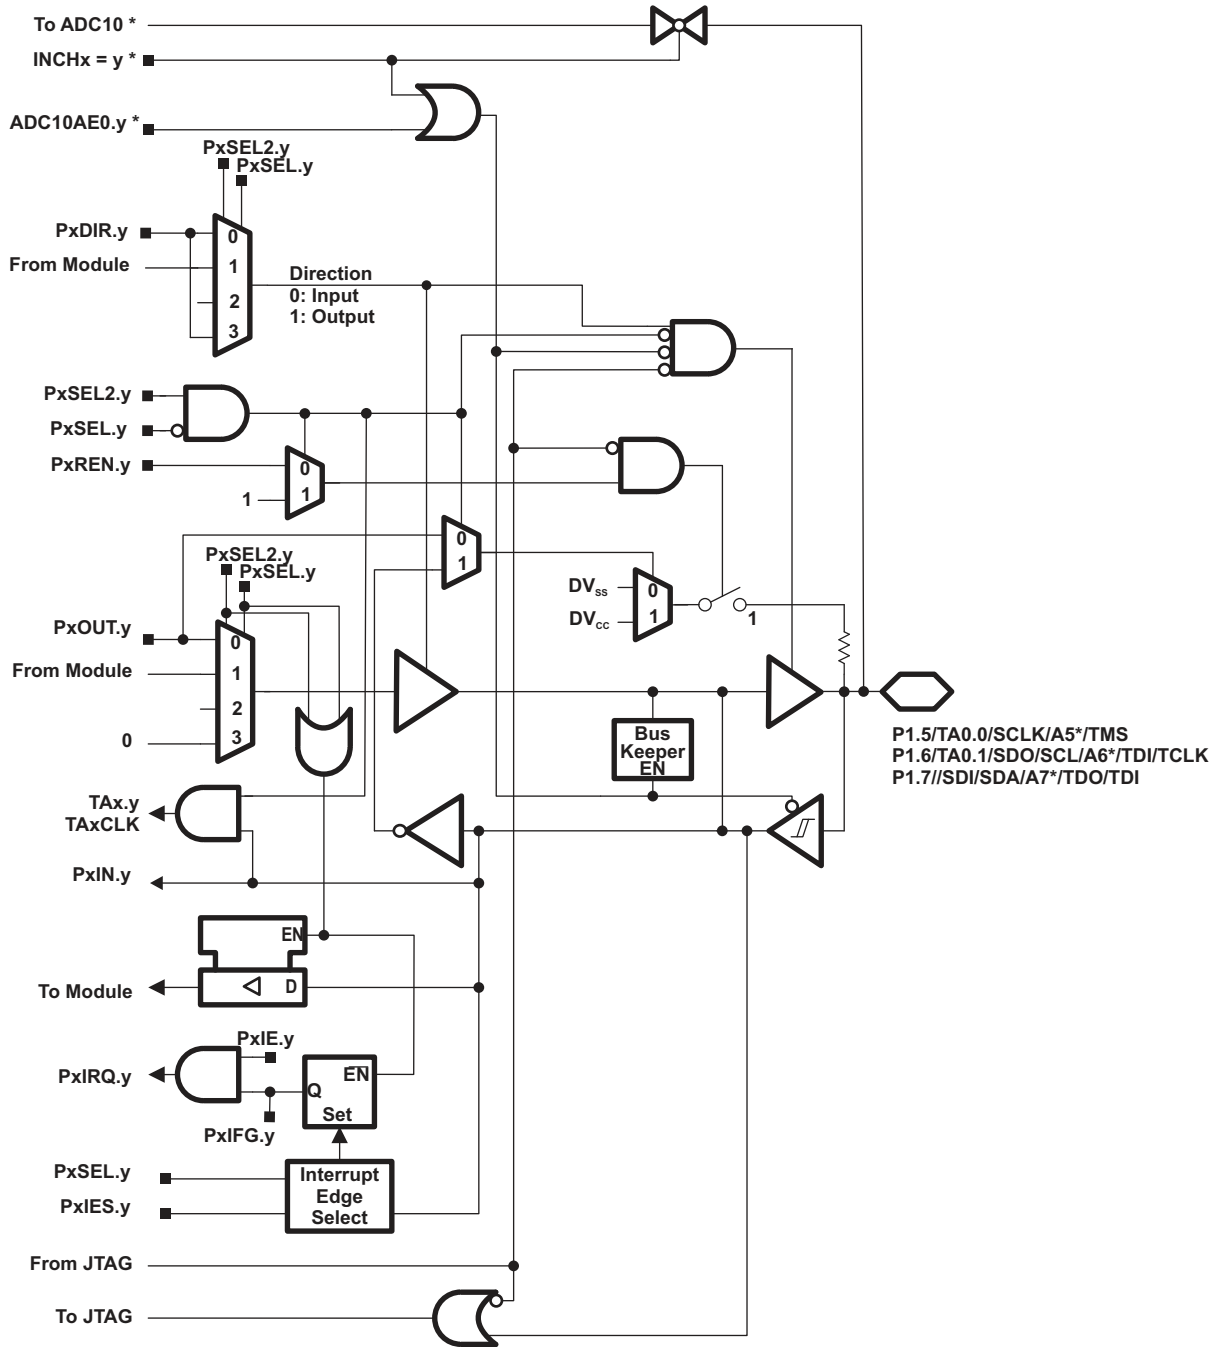 To ADC10 *
INCHx = y *
ADC10AE0.y *
PxSEL2.y
PxSEL.y
PxDIR.y
0
From Module
1
2
3
Direction
0: Input
1: Output
PxSEL2.y
PxSEL.y
PxREN.y
0
1
1
0
1
PxSEL2.y
PxSEL.y
DVSS
0
DVCC
1
1
PxOUT.y
0
From Module
1
2
0
3
Bus
Keeper
EN
P1.5/TA0.0/SCLK/A5*/TMS
P1.6/TA0.1/SDO/SCL/A6*/TDI/TCLK
P1.7//SDI/SDA/A7*/TDO/TDI
TAx.y
TAxCLK
PxIN.y
EN
To Module
D
PxIE.y
PxIRQ.y
EN
Q
Set
PxIFG.y
PxSEL.y
PxIES.y
Interrupt
Edge
Select
From JTAG
To JTAG